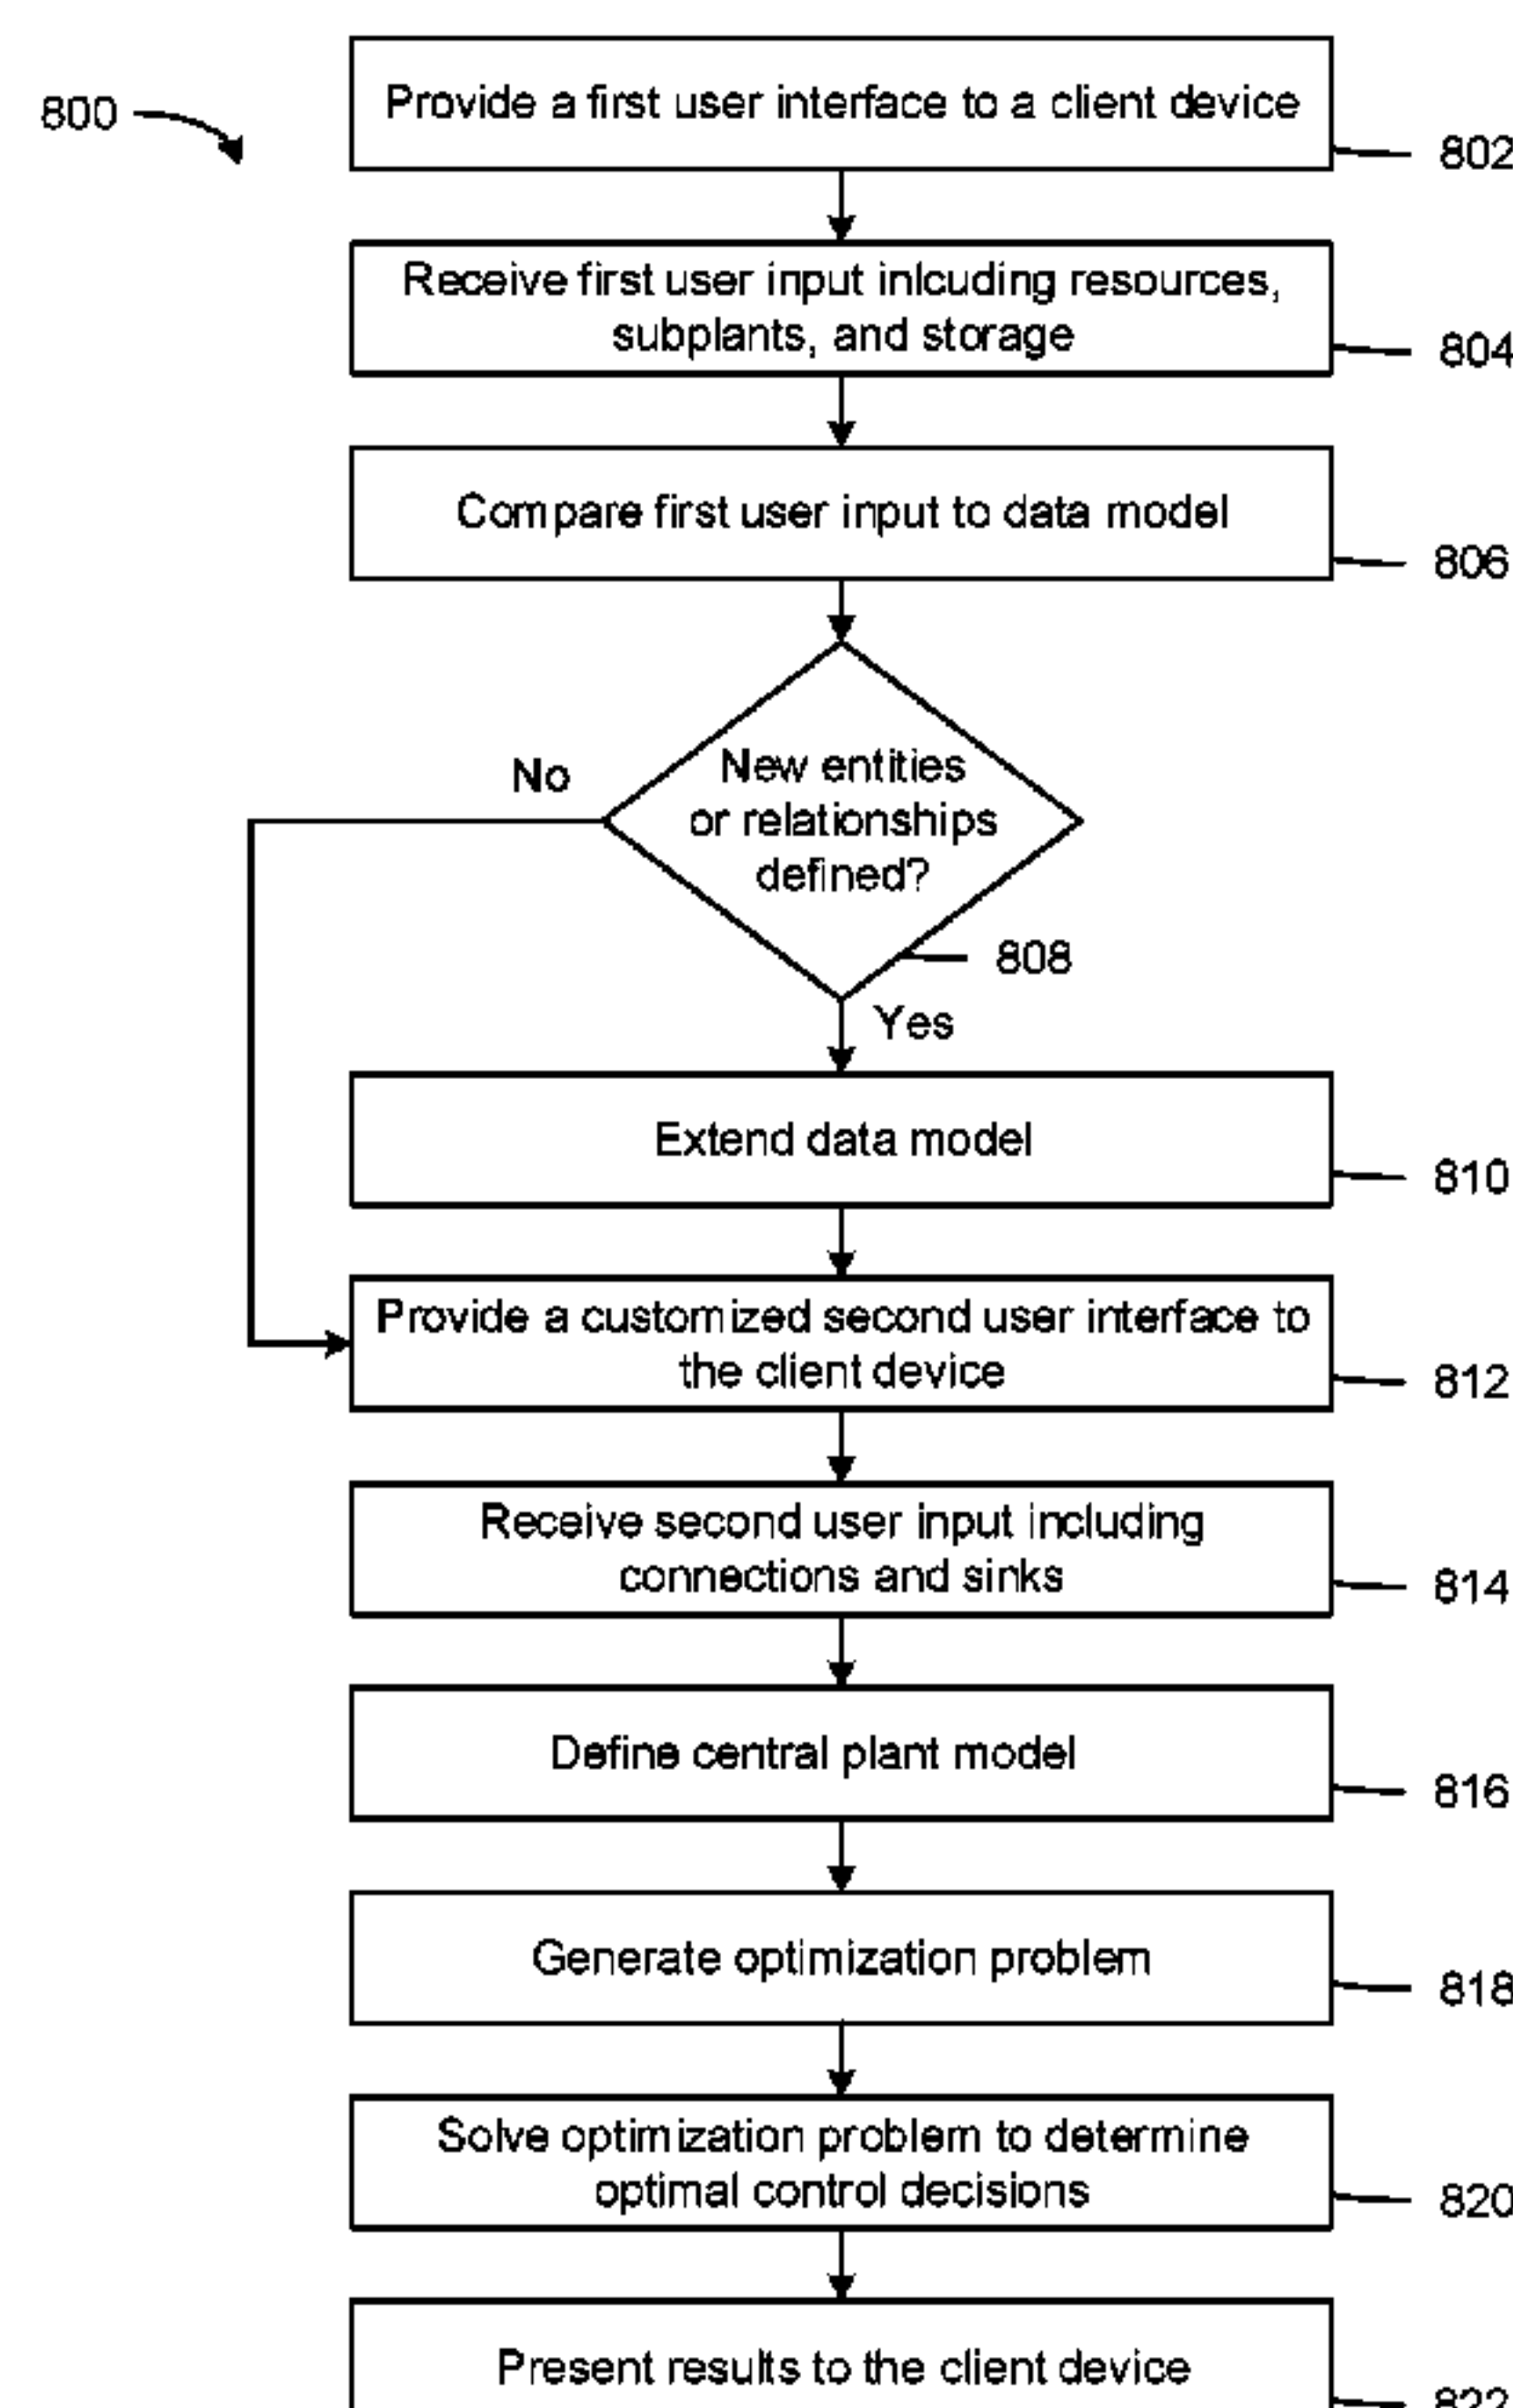 800
Provide a first user interface to a client device
802
Receive first user input inlcuding resources,
subplants, and storage
804
Compare first user input to data model
806
No
New entities
or relationships
defined?
808
Yes
Extend data model
810
Provide a customized second user interface to
the client device
812
Receive second user input including
connections and sinks
814
Define central plant model
816
Generate optimization problem
818
Solve optimization problem to determine
optimal control decisions
820
Present results to the client device
822